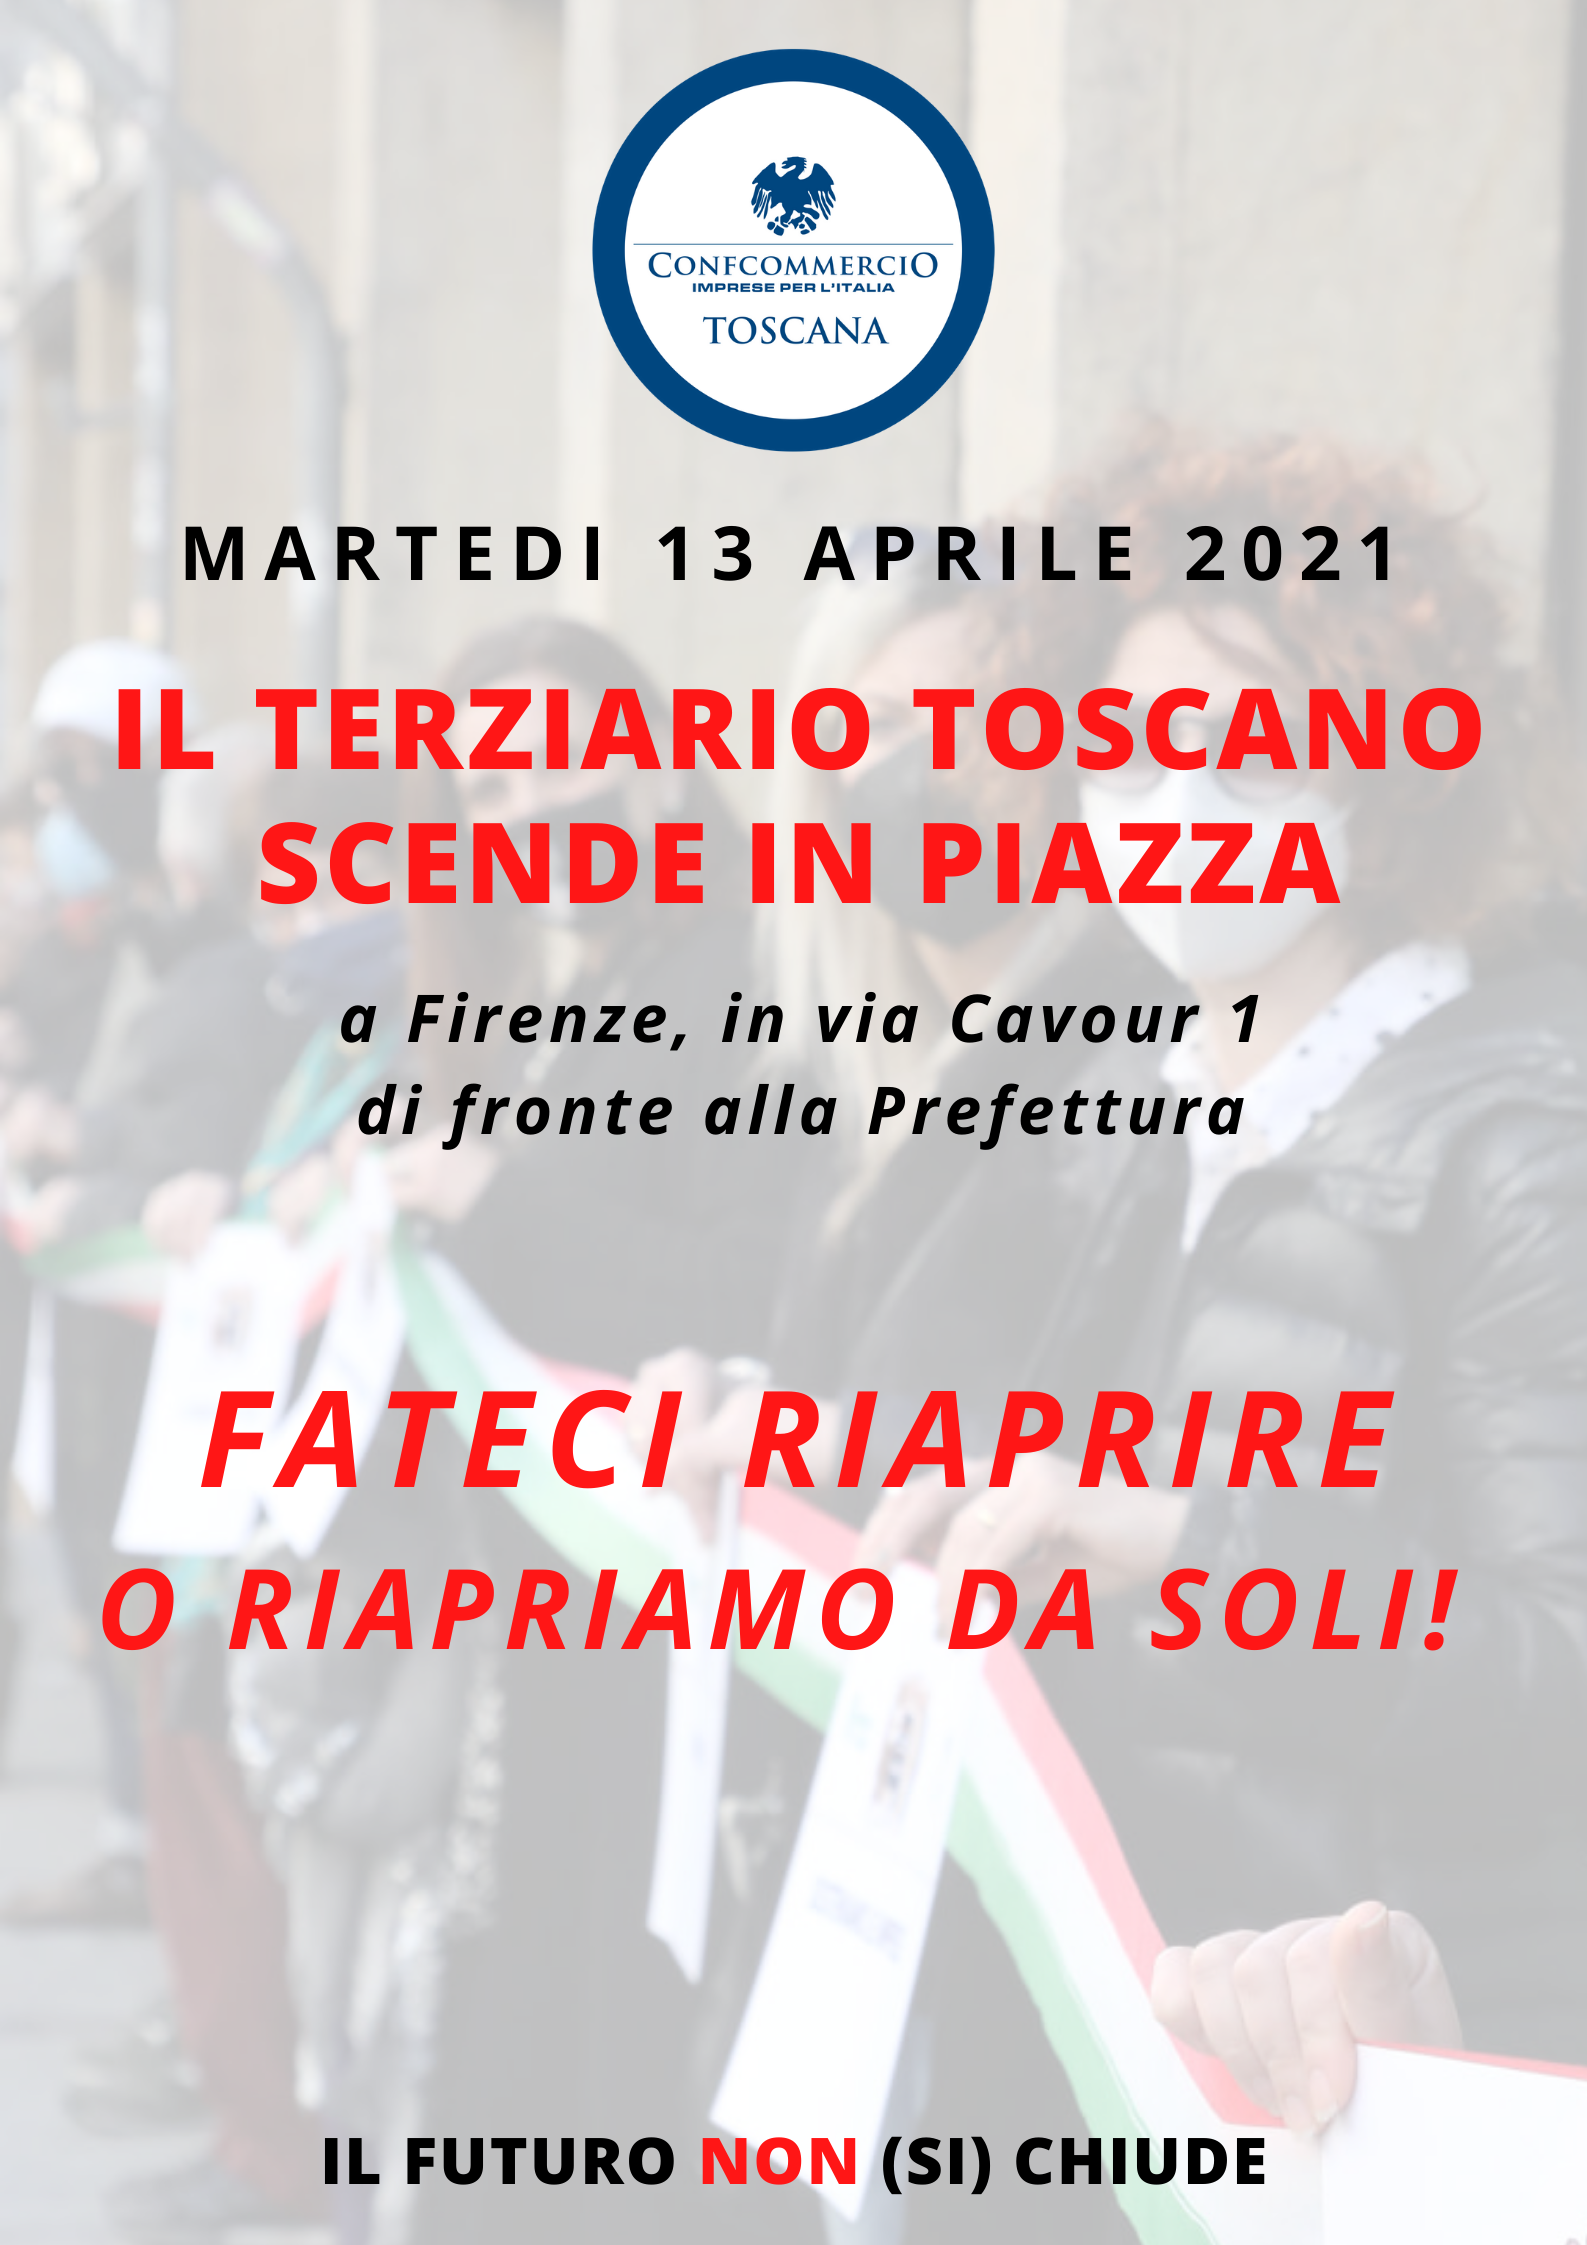 CONFCOMMERCIO
IMPRESE PER L'ITALIA
TOSCANA
MARTEDI 13 APRILE 2021
IL TERZIARIO TOSCANO
SCENDE IN PIAZZA
a Firenze, in via Cavour 1
di fronte alla Prefettura
FATECI RIAPRIRE
O RIAPRIAMO DA SOLI!
IL FUTURO NON (SI) CHIUDE